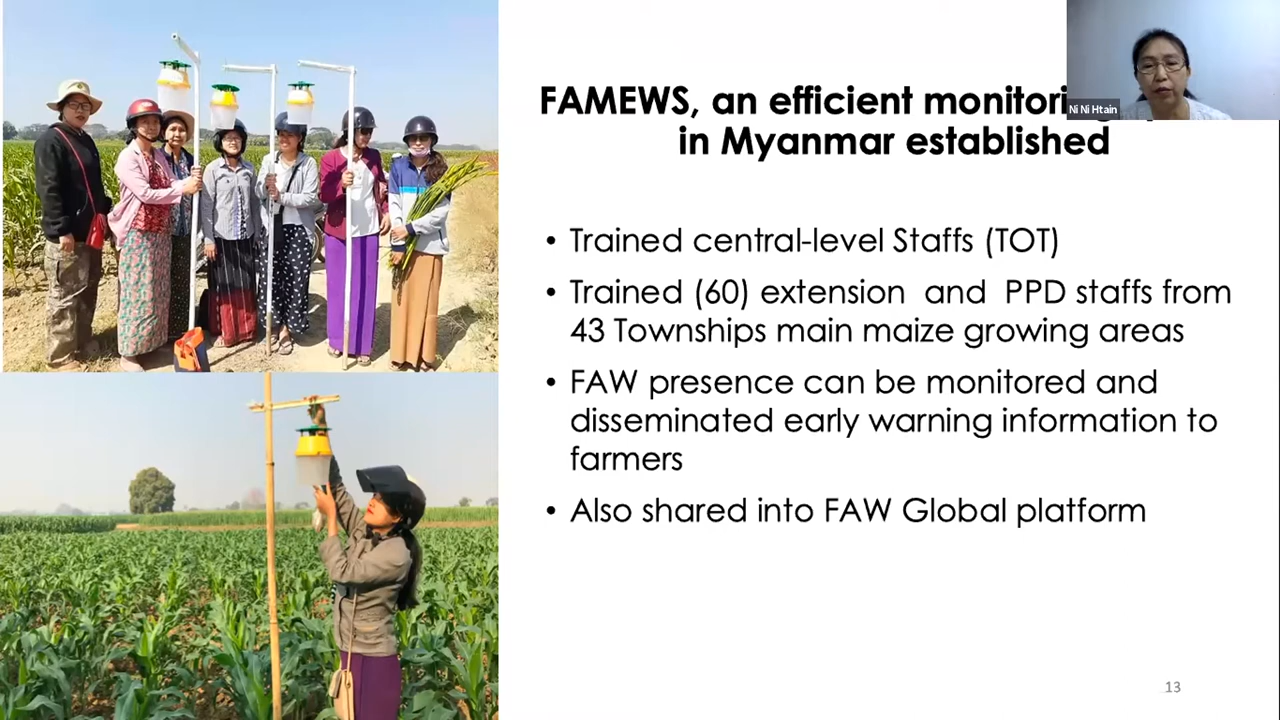 FAMEWS, an efficient monitori
in Myanmar established
Ni Ni Htain
• Trained central-level Staffs (TOT)
• Trained (60) extension and PPD staffs from
43 Townships main maize growing areas
• FAW presence can be monitored and
disseminated early warning information to
farmers
• Also shared into FAW Global platform
13